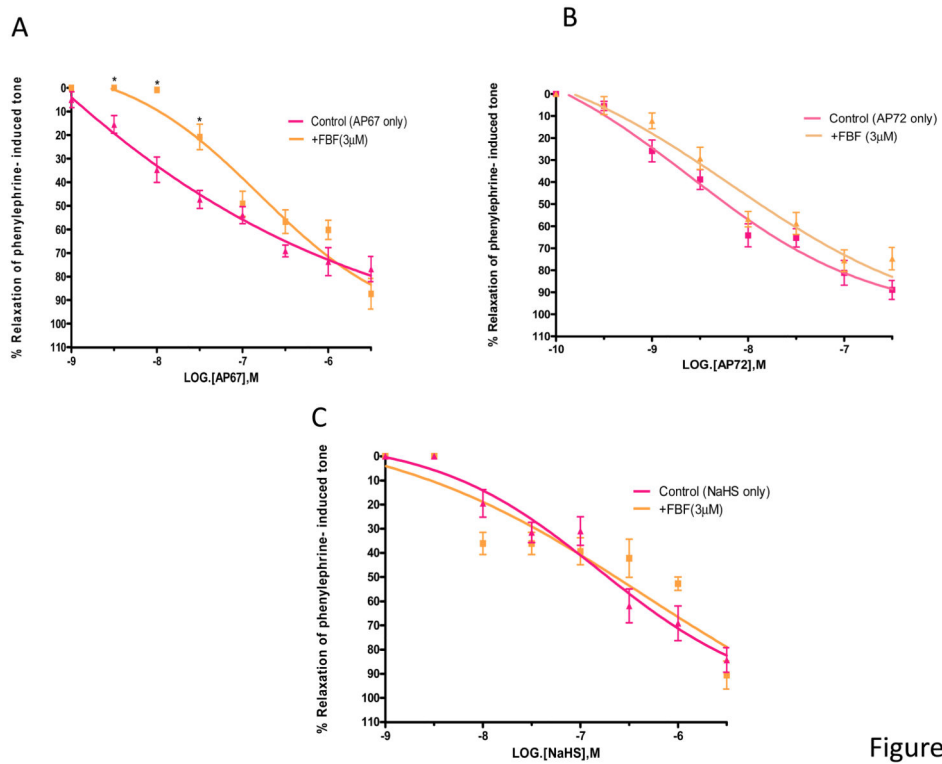 A
% Relaxation of phenylephrine- induced tone
0
10
20
30
40
50
60
70
80
90
100
110
* * *
Control (AP67 only)
+FBF(3μM)
-9 -8 -7 -6
LOG.[AP67],M
B
% Relaxation of phenylephrine- induced tone
0
10
20
30
40
50
60
70
80
90
100
110
Control (AP72 only)
+FBF (3μM)
-10 -9 -8 -7
LOG.[AP72],M
C
% Relaxation of phenylephrine- induced tone
0
10
20
30
40
50
60
70
80
90
100
110
Control (NaHS only)
+FBF(3μM)
-9 -8 -7 -6
LOG.[NaHS],M
Figure